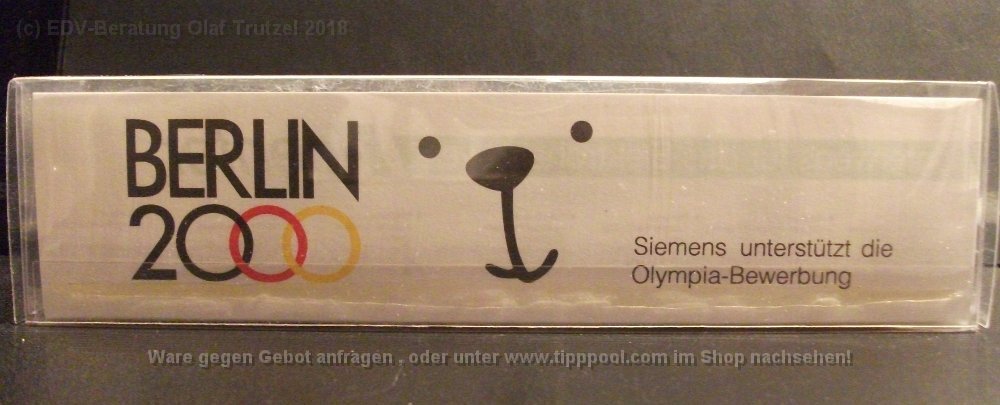 (c) EDV-Beratung Olaf Trutzel 2018
BERLIN
2000
Siemens unterstützt die
Olympia-Bewerbung
Ware gegen Gebot anfragen , oder unter www.tipppool.com im Shop nachsehen!